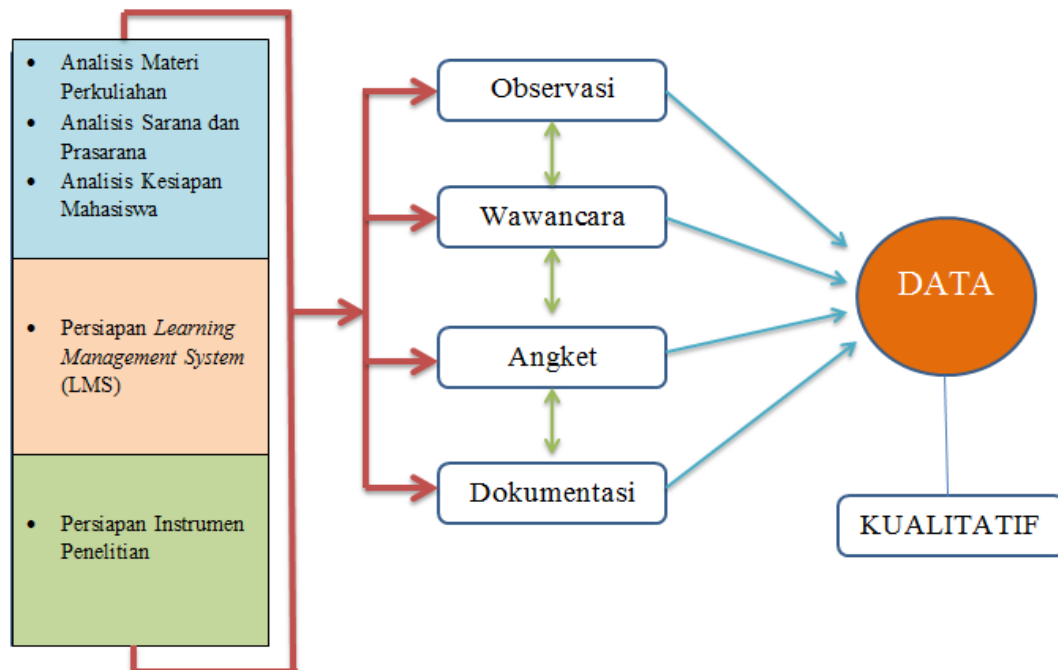 • Analisis Materi
Perkuliahan
• Analisis Sarana dan
Prasarana
• Analisis Kesiapan
Mahasiswa
• Persiapan Learning
Management System
(LMS)
• Persiapan Instrumen
Penelitian
Observasi
Wawancara
Angket
Dokumentasi
DATA
KUALITATIF